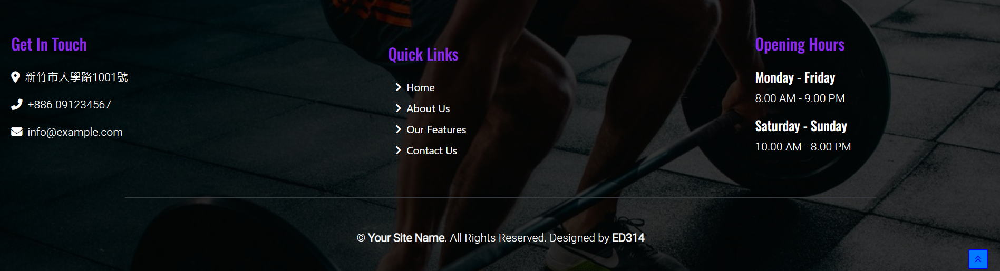 Get In Touch
新竹市大學路1001號
+886 091234567
info@example.com
Quick Links
Home
About Us
Our Features
Contact Us
Opening Hours
Monday - Friday
8.00 AM - 9.00 PM
Saturday - Sunday
10.00 AM - 8.00 PM
© Your Site Name. All Rights Reserved. Designed by ED314